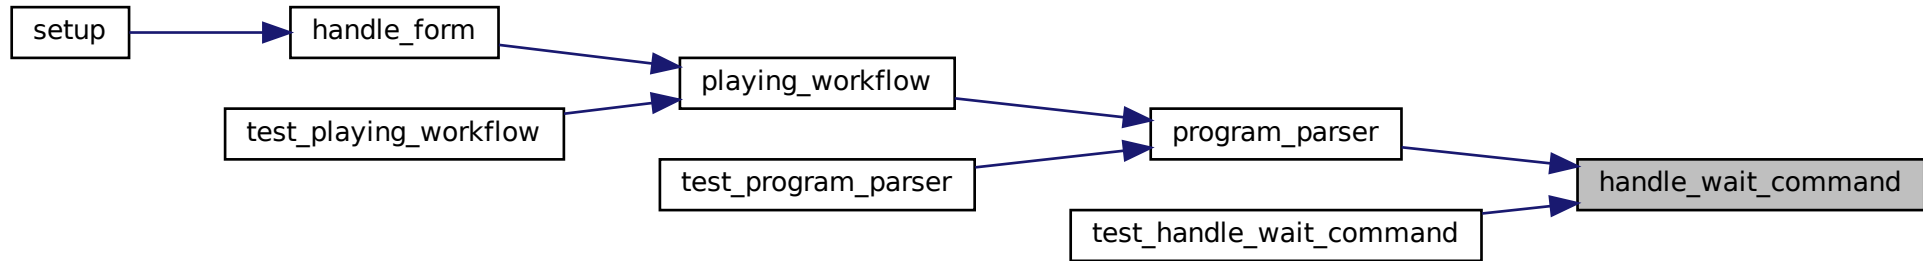 setup
handle_form
playing_workflow
test_playing_workflow
program_parser
test_program_parser
handle_wait_command
test_handle_wait_command